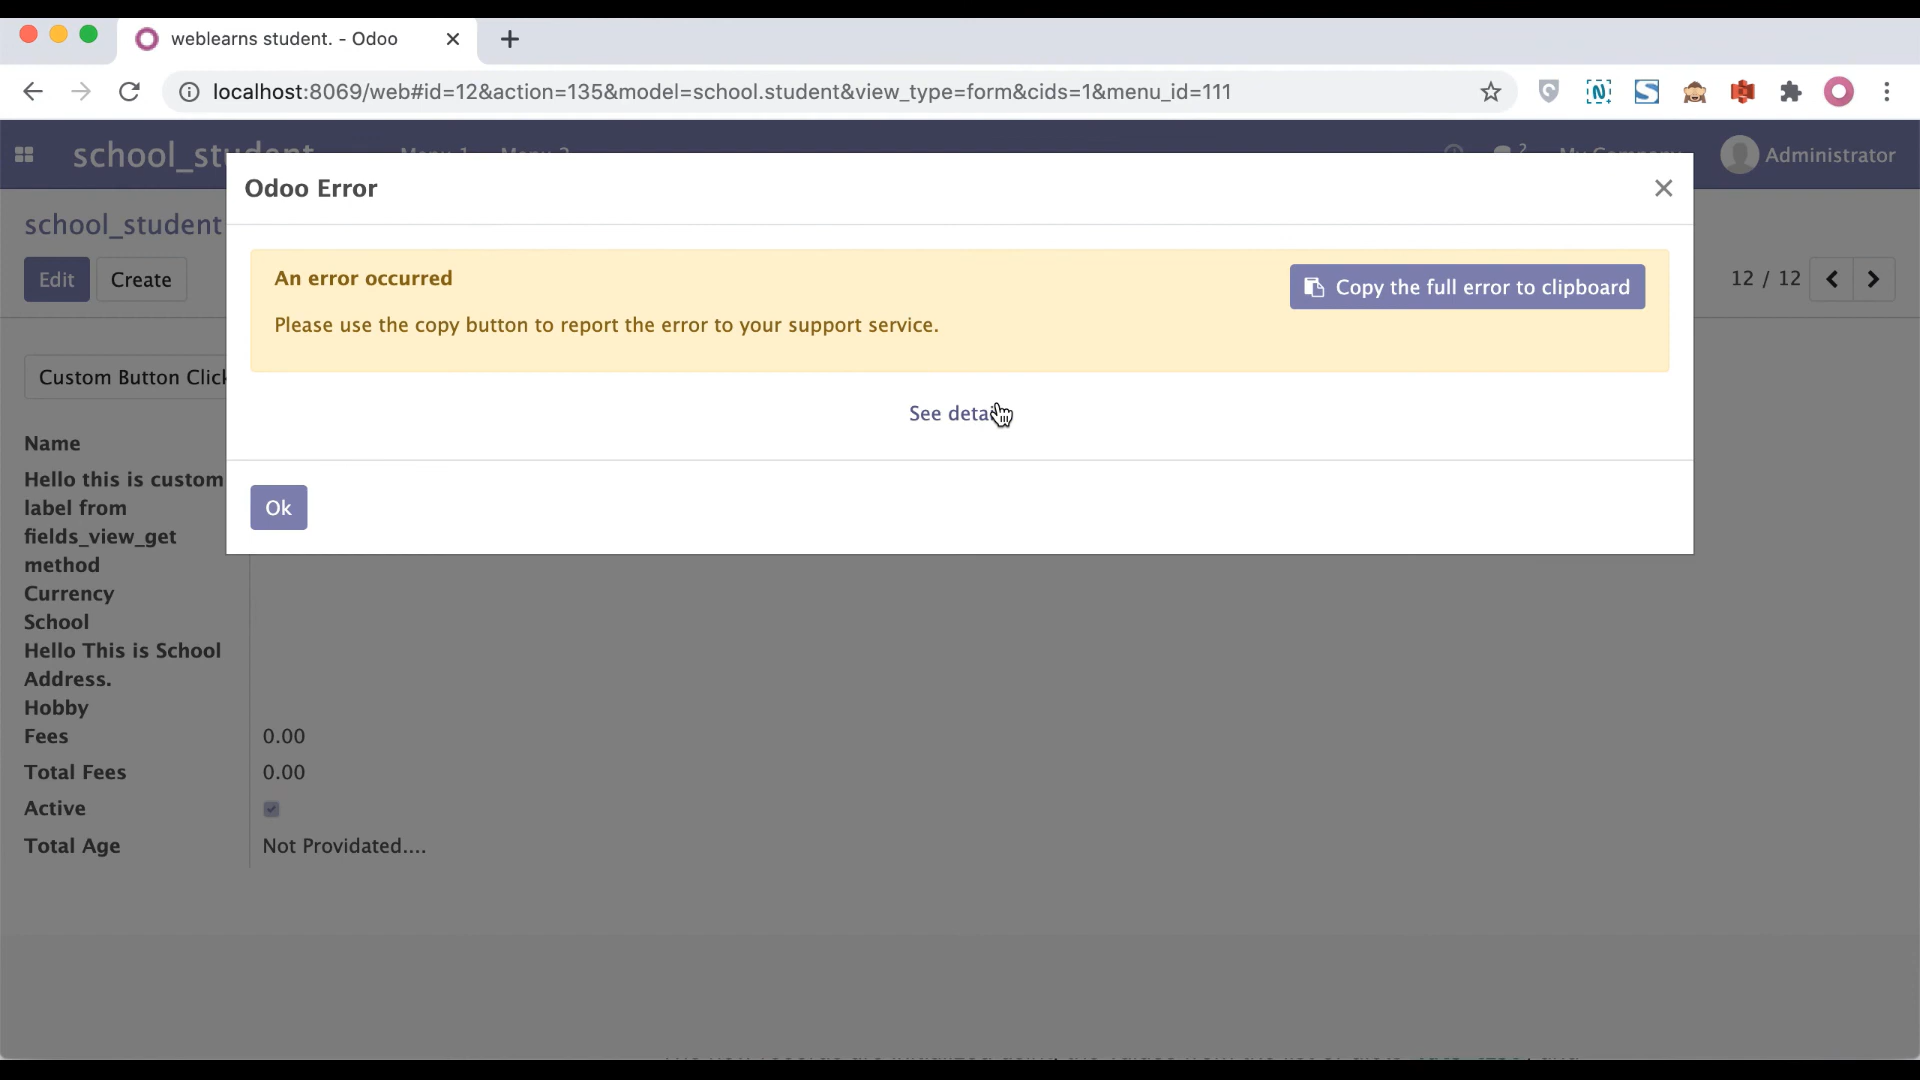 weblearns student. - Odoo
localhost:8069/web#id=12&action=135&model=school.student&view_type=form&cids=1&menu_id=111
Administrator
Odoo Error
school_student
An error occurred
Copy the full error to clipboard
Please use the copy button to report the error to your support service.
Edit
Create
12 / 12
Custom Button Click
See
Ok
Name
Hello this is custom
label from
fields_view_get
method
Currency
School
Hello This is School
Address.
Hobby
Fees
0.00
Total Fees
0.00
Active
Total Age
Not Providated....